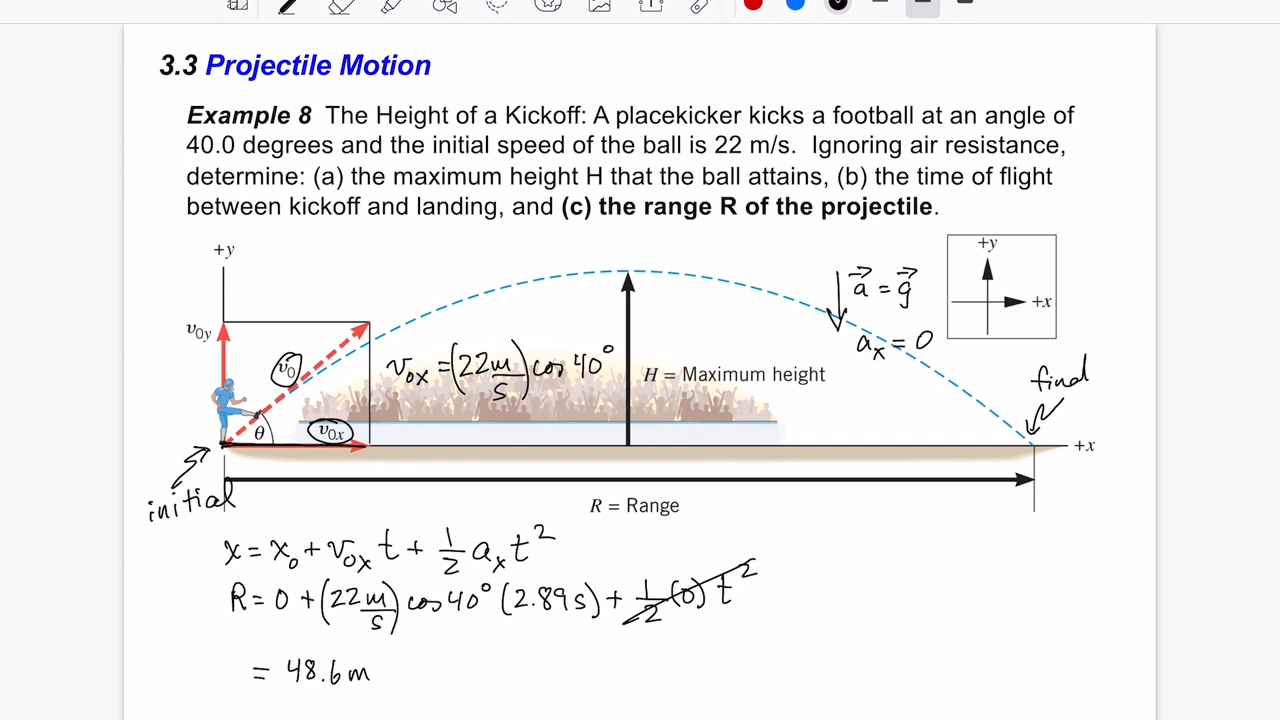 3.3 Projectile Motion
Example 8 The Height of a Kickoff: A placekicker kicks a football at an angle of
40.0 degrees and the initial speed of the ball is 22 m/s. Ignoring air resistance,
determine: (a) the maximum height H that the ball attains, (b) the time of flight
between kickoff and landing, and (c) the range R of the projectile.
+y
+y
+x
v0y
v0
θ
v0x
v0x = (22 m/s) cos 40°
H = Maximum height
a⃗ = g⃗
ax = 0
final
+x
initial
R = Range
x = x0 + v0x t + 1/2 ax t²
R = 0 + (22 m/s) cos 40° (2.89 s) + 1/2 (0) t²
= 48.6 m